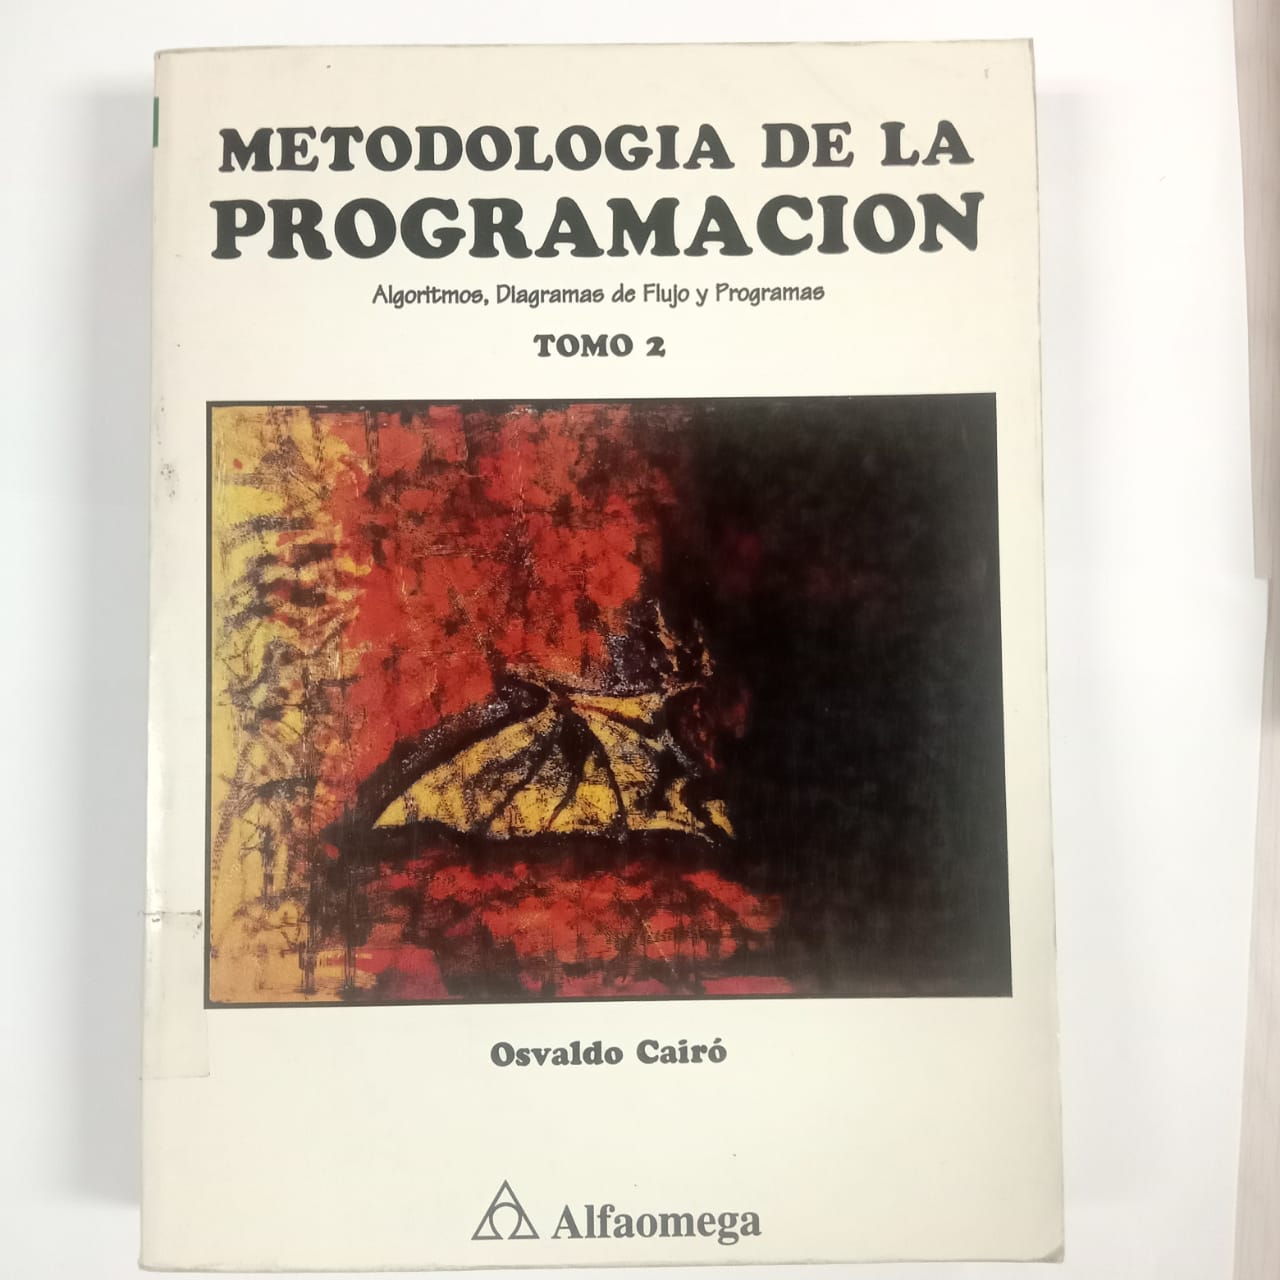 METODOLOGIA DE LA
PROGRAMACION
Algoritmos, Diagramas de Flujo y Programas
TOMO 2
Osvaldo Cairó
Alfaomega